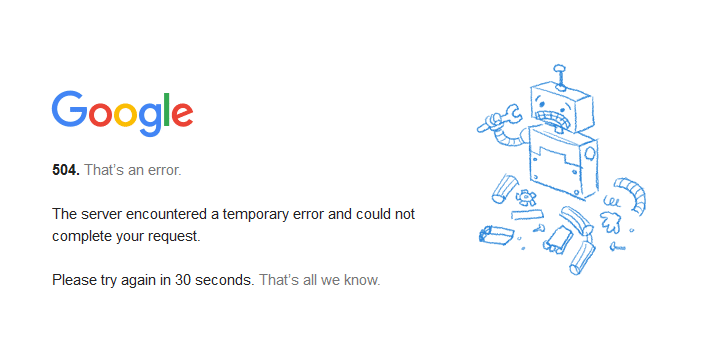 Google
504. That’s an error.
The server encountered a temporary error and could not
complete your request.
Please try again in 30 seconds. That’s all we know.